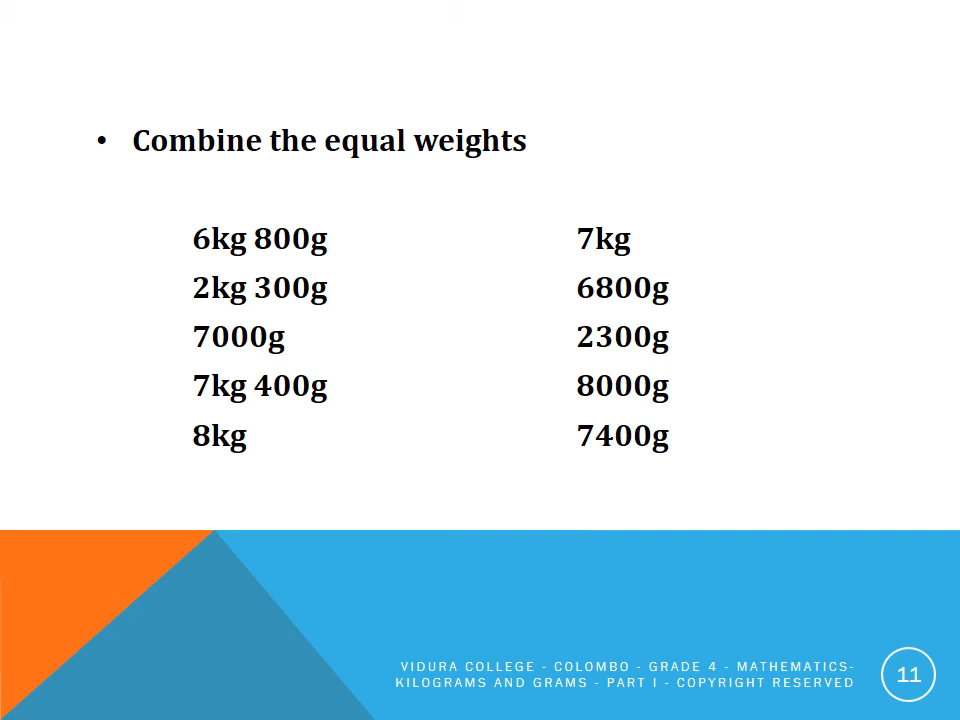 • Combine the equal weights
6kg 800g 7kg
2kg 300g 6800g
7000g 2300g
7kg 400g 8000g
8kg 7400g
VIDURA COLLEGE - COLOMBO - GRADE 4 - MATHEMATICS-
KILOGRAMS AND GRAMS - PART I - COPYRIGHT RESERVED
11